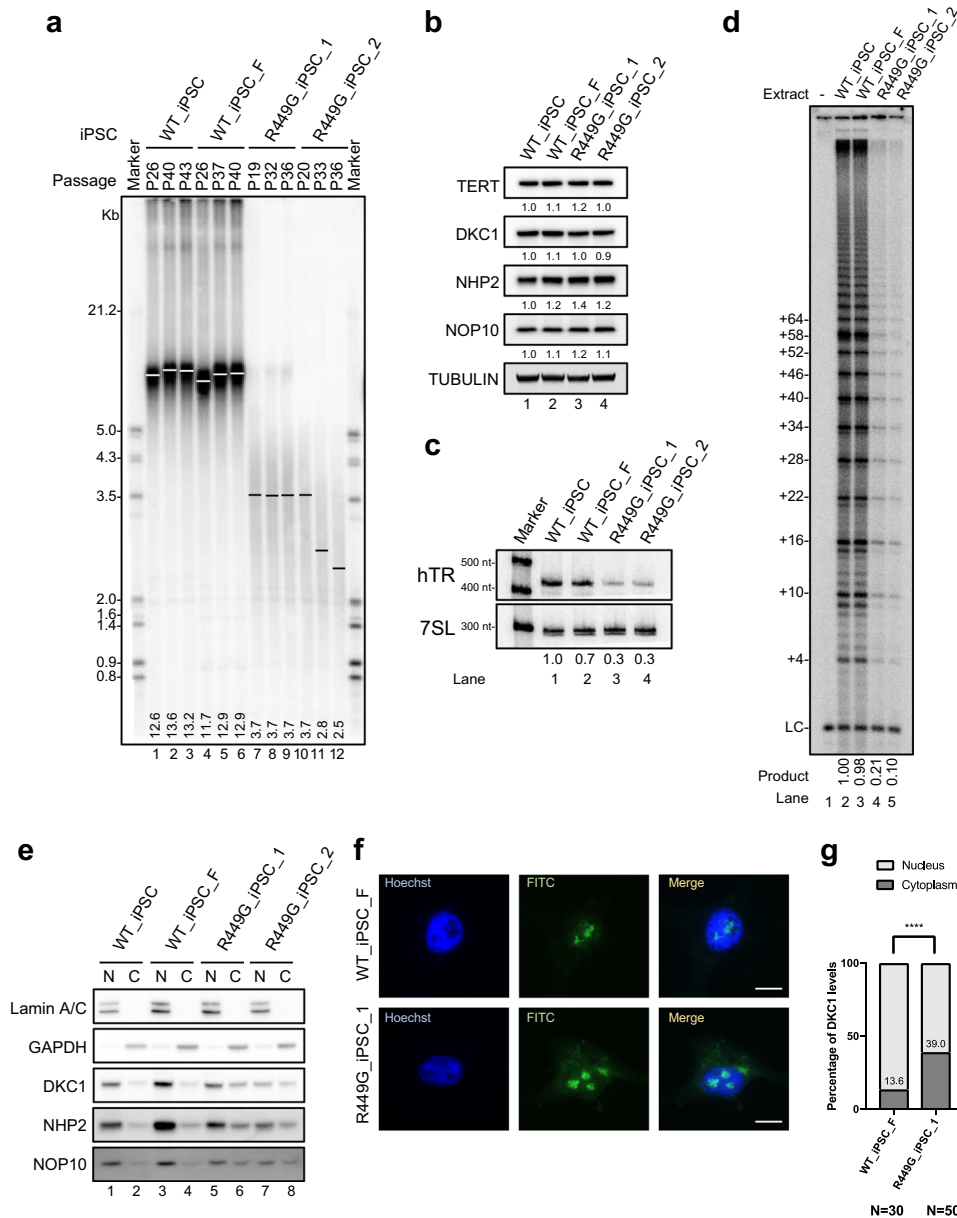 a
WT_iPSC
WT_iPSC_F
R449G_iPSC_1
R449G_iPSC_2
iPSC
Passage
Marker
P26
P40
P43
P26
P37
P40
P19
P32
P36
P20
P33
P36
Marker
Kb
21.2
5.0
4.3
3.5
2.0
1.6
1.4
0.9
0.8
12.6
13.6
13.2
11.7
12.9
12.9
3.7
3.7
3.7
3.7
2.8
2.5
1 2 3 4 5 6 7 8 9 10 11 12
b
WT_iPSC
WT_iPSC_F
R449G_iPSC_1
R449G_iPSC_2
TERT
1.0 1.1 1.2 1.0
DKC1
1.0 1.1 1.0 0.9
NHP2
1.0 1.2 1.4 1.2
NOP10
1.0 1.1 1.2 1.1
TUBULIN
1 2 3 4
c
Marker
WT_iPSC
WT_iPSC_F
R449G_iPSC_1
R449G_iPSC_2
hTR
500 nt-
400 nt-
7SL
300 nt-
1.0 0.7 0.3 0.3
Lane 1 2 3 4
d
Extract
-
WT_iPSC
WT_iPSC_F
R449G_iPSC_1
R449G_iPSC_2
+64-
+58-
+52-
+46-
+40-
+34-
+28-
+22-
+16-
+10-
+4-
LC-
Product 1.00 0.98 0.21 0.10
Lane 1 2 3 4 5
e
WT_iPSC
WT_iPSC_F
R449G_iPSC_1
R449G_iPSC_2
N C N C N C N C
Lamin A/C
GAPDH
DKC1
NHP2
NOP10
1 2 3 4 5 6 7 8
f
WT_iPSC_F
Hoechst
FITC
Merge
R449G_iPSC_1
Hoechst
FITC
Merge
g
Nucleus
Cytoplasm
****
Percentage of DKC1 levels
100
50
0
13.6
39.0
WT_iPSC_F
R449G_iPSC_1
N=30 N=50